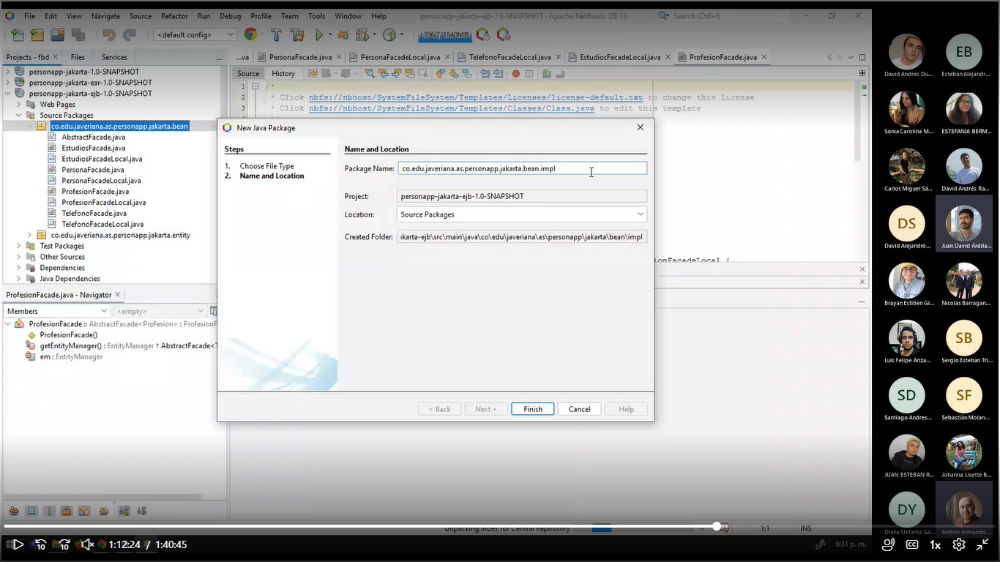 File Edit View Navigate Source Refactor Run Debug Profile Team Tools Window Help
personapp-jakarta-ejb-1.0-SNAPSHOT - Apache NetBeans IDE 13
Search (Ctrl+I)
<default config>
396,7/1540MB
Projects - fbd
Files
Services
...va
PersonaFacade.java
PersonaFacadeLocal.java
TelefonoFacadeLocal.java
EstudiosFacadeLocal.java
ProfesionFacade.java
Source
History
personapp-jakarta-1.0-SNAPSHOT
personapp-jakarta-ear-1.0-SNAPSHOT
personapp-jakarta-ejb-1.0-SNAPSHOT
Web Pages
Source Packages
co.edu.javeriana.as.personapp.jakarta.bean
AbstractFacade.java
EstudiosFacade.java
EstudiosFacadeLocal.java
PersonaFacade.java
PersonaFacadeLocal.java
ProfesionFacade.java
ProfesionFacadeLocal.java
TelefonoFacade.java
TelefonoFacadeLocal.java
co.edu.javeriana.as.personapp.jakarta.entity
Test Packages
Other Sources
Dependencies
Java Dependencies
1 /*
2 * Click nbfs://nbhost/SystemFileSystem/Templates/Licenses/license-default.txt to change this license
3 * Click nbfs://nbhost/SystemFileSystem/Templates/Classes/Class.java to edit this template
ionFacadeLocal {
New Java Package
Steps
1. Choose File Type
2. Name and Location
Name and Location
Package Name: co.edu.javeriana.as.personapp.jakarta.bean.impl
Project: personapp-jakarta-ejb-1.0-SNAPSHOT
Location: Source Packages
Created Folder: ıkarta-ejb\src\main\java\co\edu\javeriana\as\personapp\jakarta\bean\impl
< Back
Next >
Finish
Cancel
Help
ProfesionFacade.java - Navigator
Members
<empty>
ProfesionFacade :: AbstractFacade<Profesion> : ProfesionF
ProfesionFacade()
getEntityManager() : EntityManager ↑ AbstractFacade<T
em : EntityManager
Unpacking index for Central Repository
1:1
INS
6:31 p. m.
10
10
1:12:24 / 1:40:45
1x
David Andres Du...
EB
Esteban Alejandr...
Sonia Carolina M...
ESTEFANIA BERM...
Carlos Miguel Sá...
David Andrés Ra...
DS
David Alejandro...
Juan David Ardila...
Brayan Estiben Gi...
Nicolas Barragan...
Luis Felipe Ariza...
SB
Sergio Esteban Tri...
SD
Santiago Andres...
SF
Sebastián Molan...
JUAN ESTEBAN R...
Johanna Lisette B...
DY
Diana Stefania Ga...
Andres Armando...